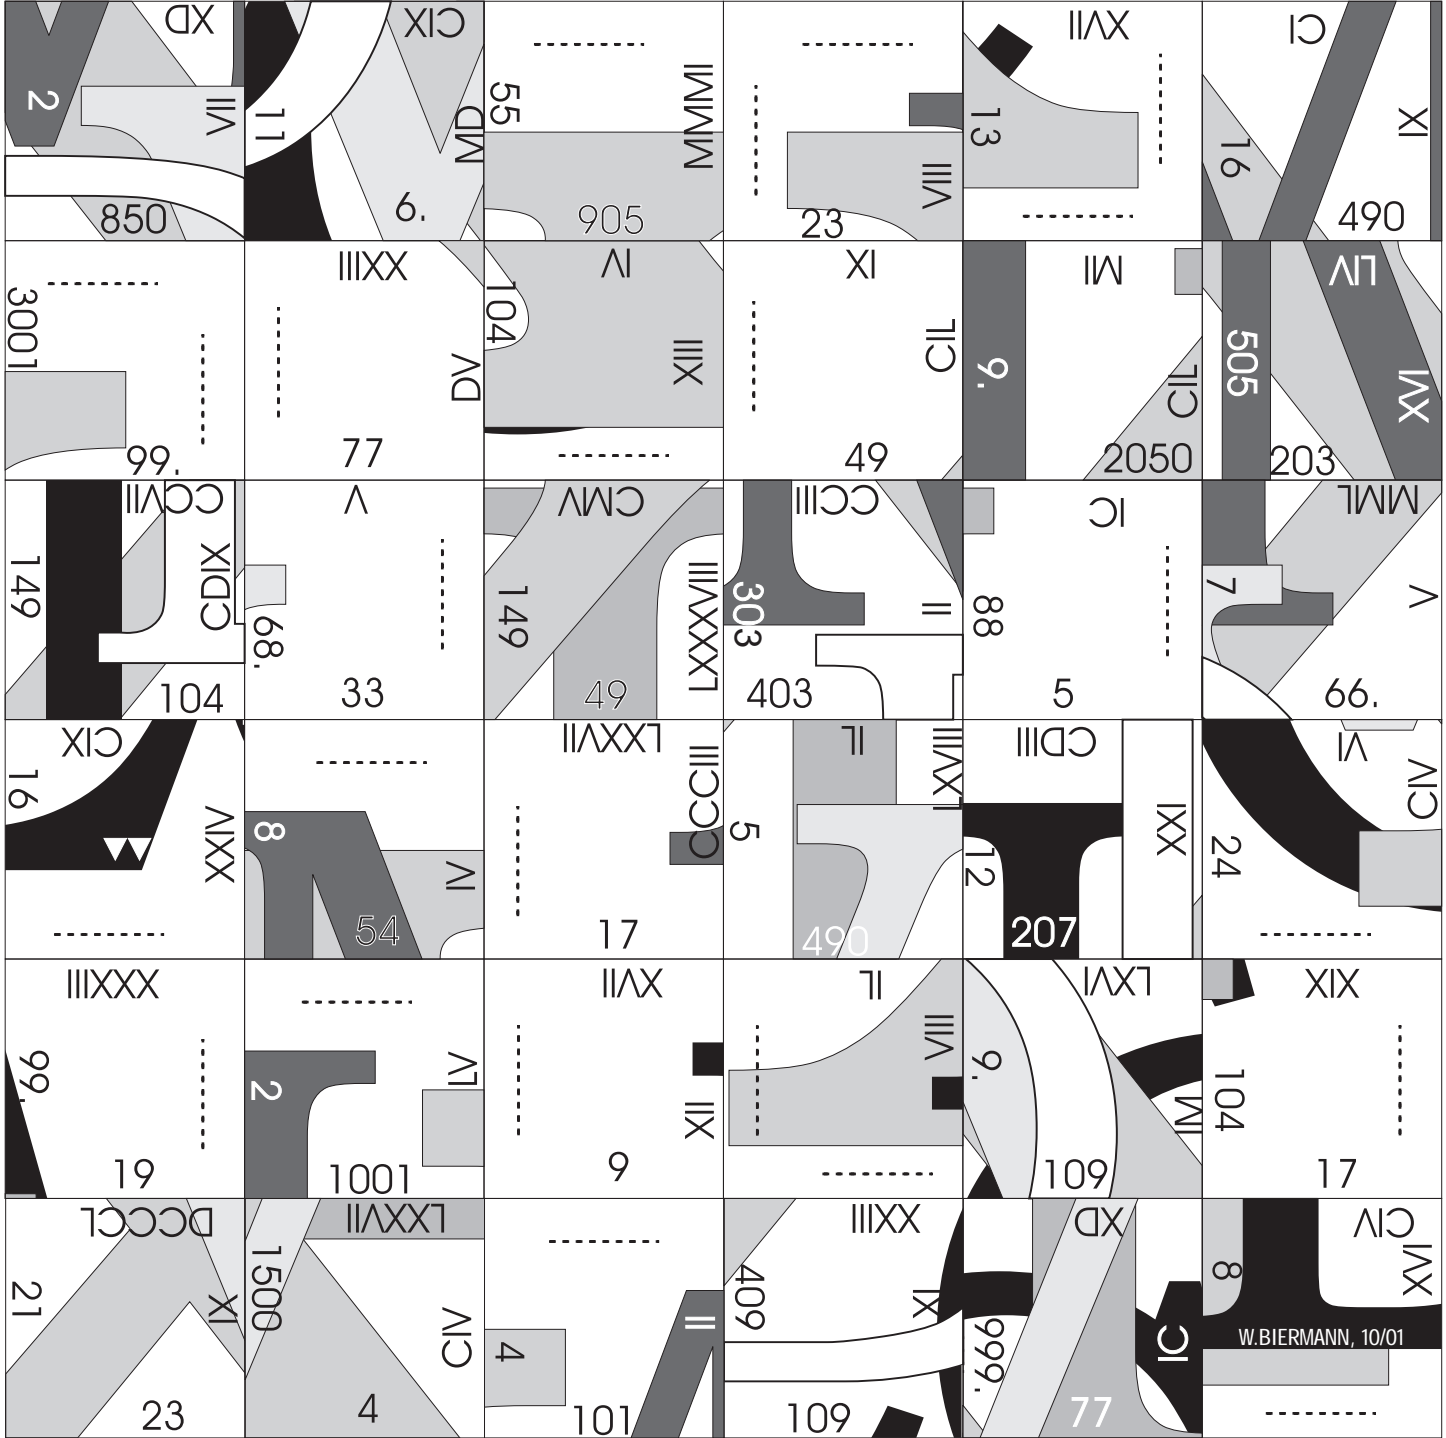 XD
2
VII
850
CIX
11
MD
6.
55
MMMI
905
VIII
23
XVII
13
CI
16
XI
490
3001
99.
XXIII
DV
77
IV
104
XIII
IX
CIL
49
MI
9.
CIL
2050
LIV
505
XVI
203
CCVII
149
CDIX
104
V
68.
33
CMV
149
LXXXVIII
49
CCIII
303
II
403
IC
88
5
MML
7
V
66.
CIX
16
XXIV
8
IV
54
LXXVII
CCCIII
17
IL
5
LXVIII
490
CDIII
12
XXI
207
VI
24
CIV
XXXIII
99.
19
2
LV
1001
XVII
XII
9
IL
VIII
LXVI
9.
IM
109
XIX
104
17
DCCCL
21
XI
23
LXXVII
1500
CIV
4
4
II
101
XXIII
409
IX
109
XD
999.
IC
77
CIV
8
XVI
W.BIERMANN, 10/01